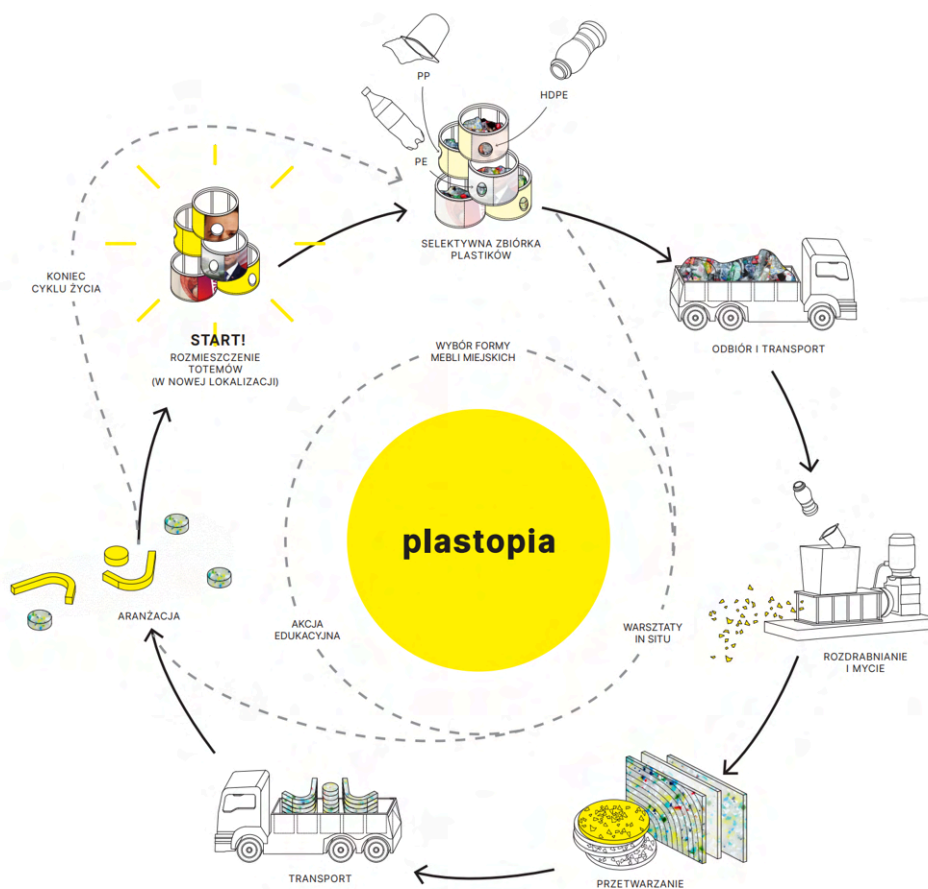 PP
HDPE
PE
SELEKTYWNA ZBIÓRKA
PLASTIKÓW
KONIEC
CYKLU ŻYCIA
START!
ROZMIESZCZENIE
TOTEMÓW
(W NOWEJ LOKALIZACJI)
WYBÓR FORMY
MEBLI MIEJSKICH
ODBIÓR I TRANSPORT
plastopia
ARANŻACJA
AKCJA
EDUKACYJNA
WARSZTATY
IN SITU
ROZDRABNIANIE
I MYCIE
TRANSPORT
PRZETWARZANIE